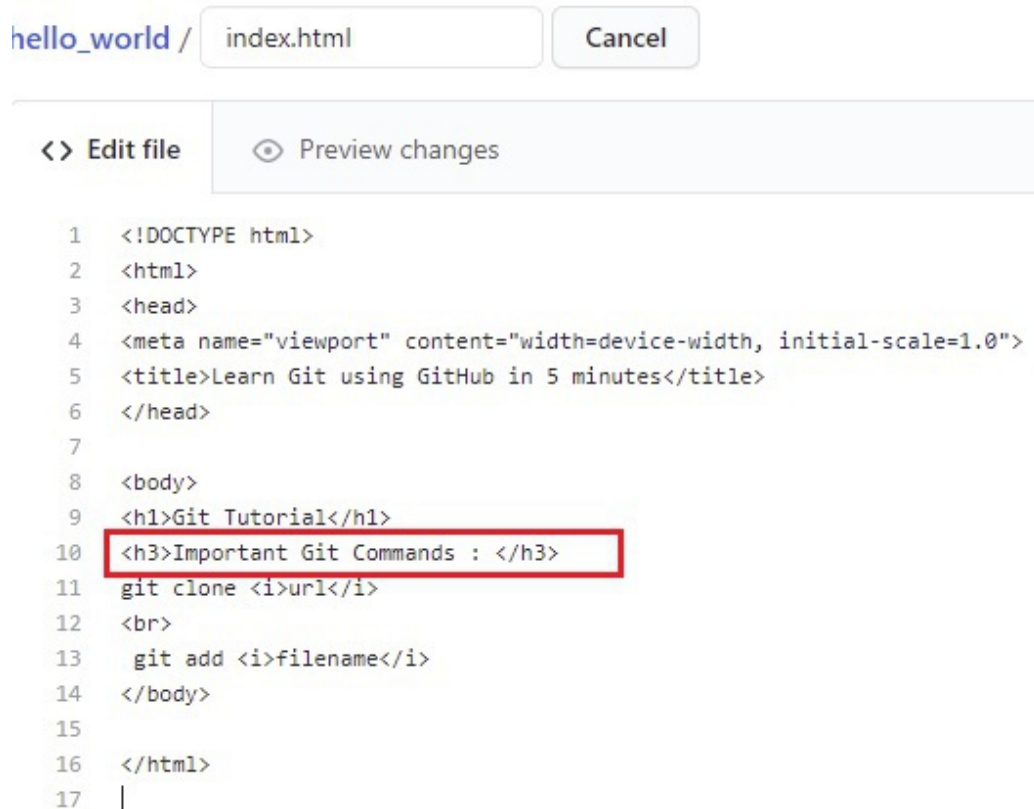 hello_world / index.html Cancel
<> Edit file Preview changes
1 <!DOCTYPE html>
2 <html>
3 <head>
4 <meta name="viewport" content="width=device-width, initial-scale=1.0">
5 <title>Learn Git using GitHub in 5 minutes</title>
6 </head>
7
8 <body>
9 <h1>Git Tutorial</h1>
10 <h3>Important Git Commands : </h3>
11 git clone <i>url</i>
12 <br>
13  git add <i>filename</i>
14 </body>
15
16 </html>
17